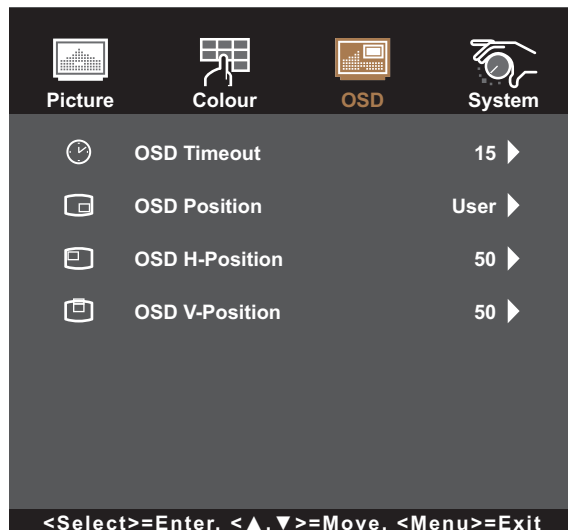 Picture Colour OSD System
OSD Timeout 15
OSD Position User
OSD H-Position 50
OSD V-Position 50
<Select>=Enter, <▲,▼>=Move, <Menu>=Exit